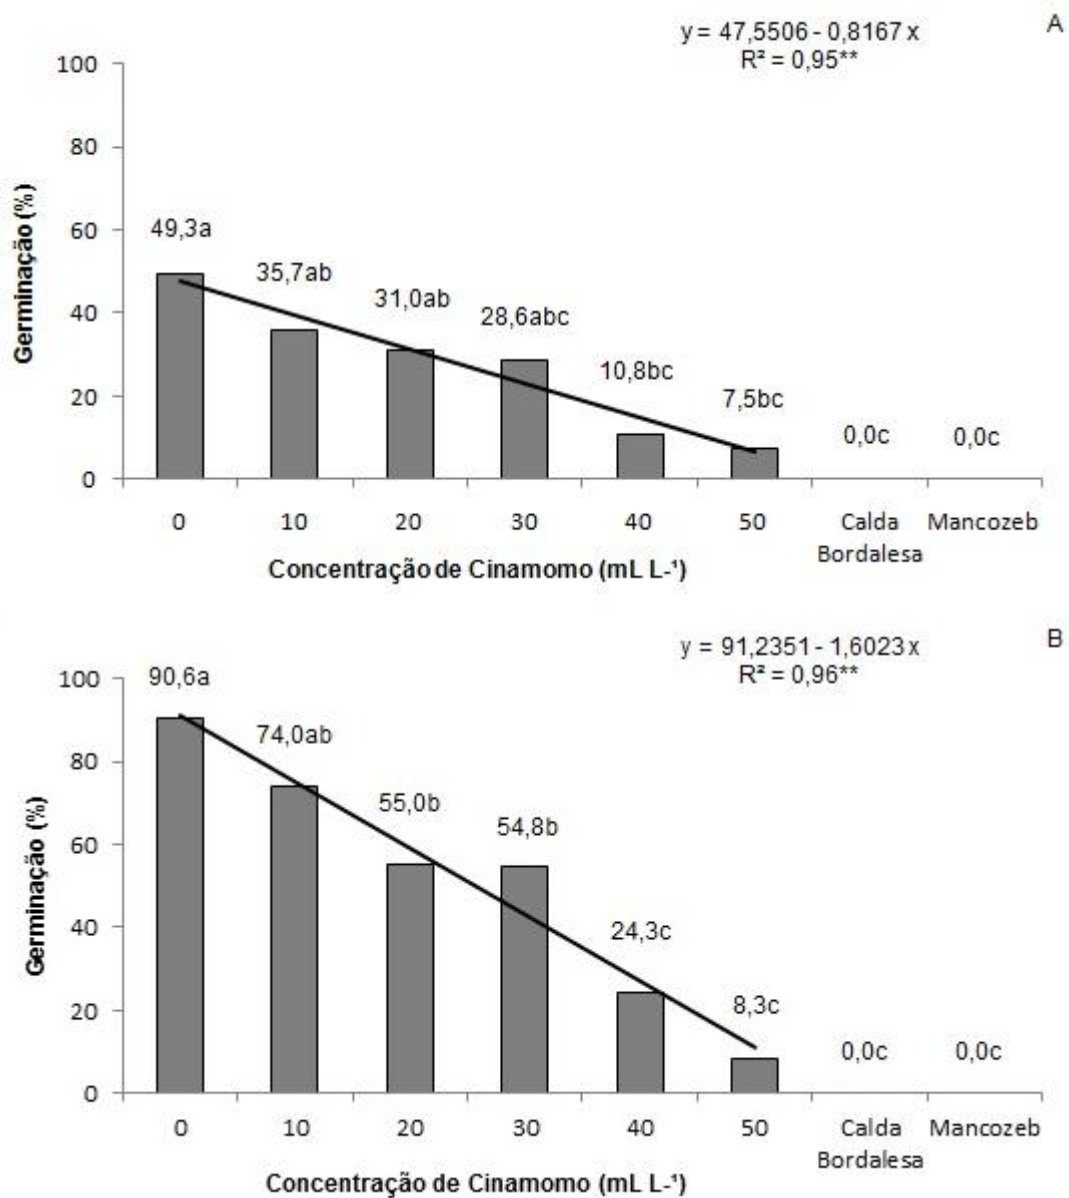 A
y = 47,5506 - 0,8167 x
R² = 0,95**
Germinação (%)
100
80
60
40
20
0
49,3a
35,7ab
31,0ab
28,6abc
10,8bc
7,5bc
0,0c
0,0c
0 10 20 30 40 50 Calda Mancozeb
Bordalesa
Concentração de Cinamomo (mL L-¹)
B
y = 91,2351 - 1,6023 x
R² = 0,96**
Germinação (%)
100
80
60
40
20
0
90,6a
74,0ab
55,0b
54,8b
24,3c
8,3c
0,0c
0,0c
0 10 20 30 40 50 Calda Mancozeb
Bordalesa
Concentração de Cinamomo (mL L-¹)